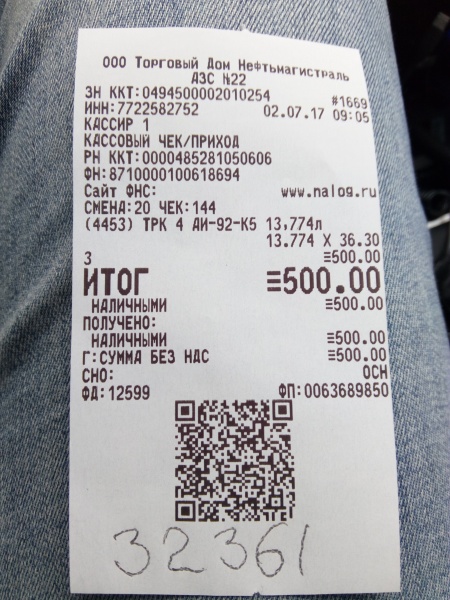 ООО Торговый Дом Нефтьмагистраль
АЗС №22
ЗН ККТ:0494500002010254 #1669
ИНН:7722582752 02.07.17 09:05
КАССИР 1
КАССОВЫЙ ЧЕК/ПРИХОД
РН ККТ:0000485281050606
ФН:8710000100618694
Сайт ФНС: www.nalog.ru
СМЕНА:20 ЧЕК:144
(4453) ТРК 4 АИ-92-К5 13,774л
13.774 X 36.30
3 ≡500.00
ИТОГ ≡500.00
НАЛИЧНЫМИ ≡500.00
ПОЛУЧЕНО:
НАЛИЧНЫМИ ≡500.00
Г:СУММА БЕЗ НДС ≡500.00
СНО: ОСН
ФД:12599 ФП:0063689850
32361